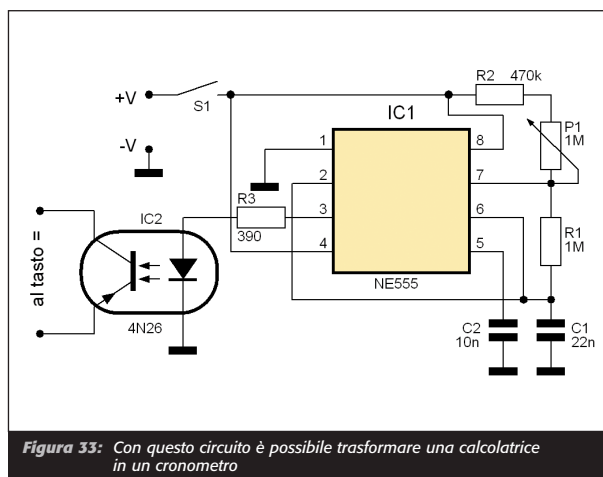 R2 470k
+V
S1
IC1
P1
1M
1
8
-V
2
7
IC2
R3
3
6
R1
1M
390
4
5
al tasto =
NE555
4N26
C2
10n
C1
22n
Figura 33: Con questo circuito è possibile trasformare una calcolatrice
in un cronometro